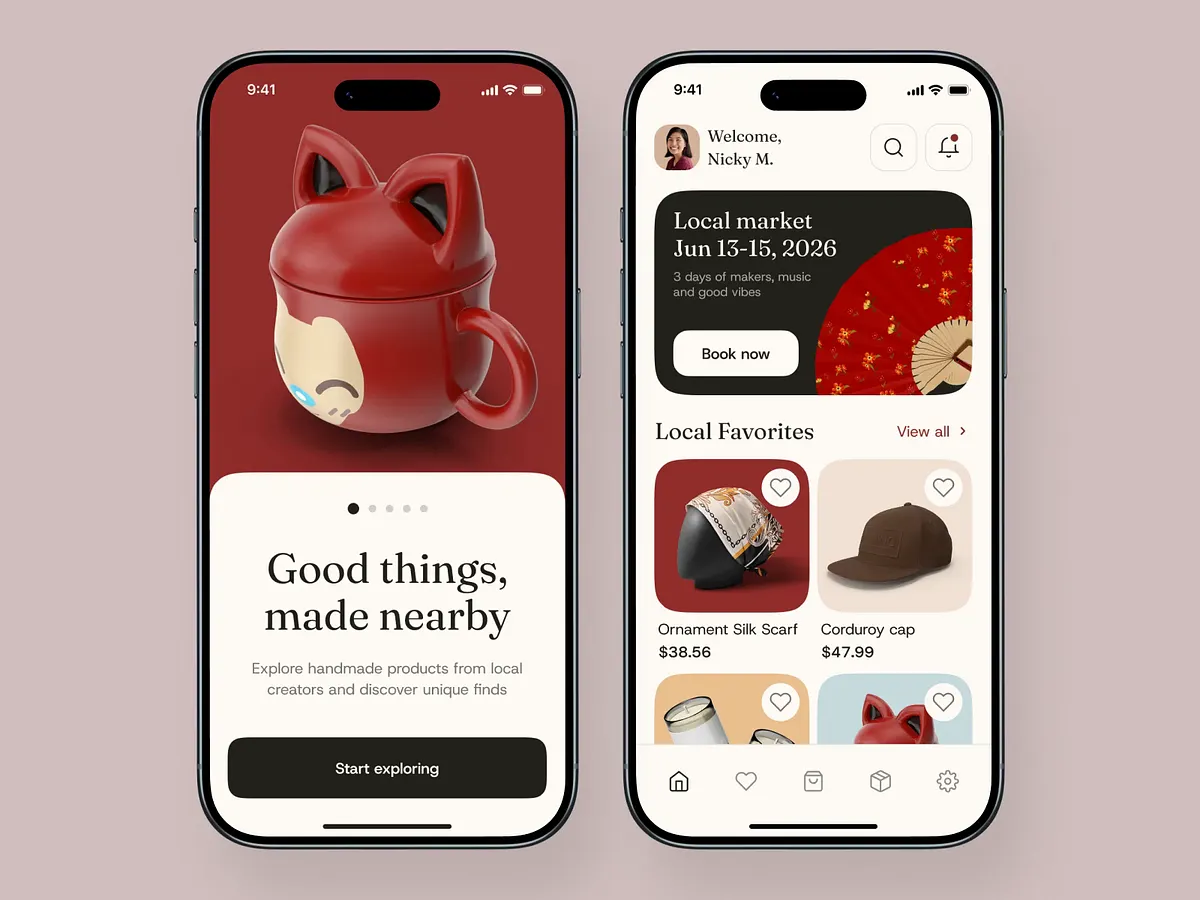 9:41
Good things,
made nearby
Explore handmade products from local
creators and discover unique finds
Start exploring
9:41
Welcome,
Nicky M.
Local market
Jun 13-15, 2026
3 days of makers, music
and good vibes
Book now
Local Favorites
View all
Ornament Silk Scarf
$38.56
Corduroy cap
$47.99